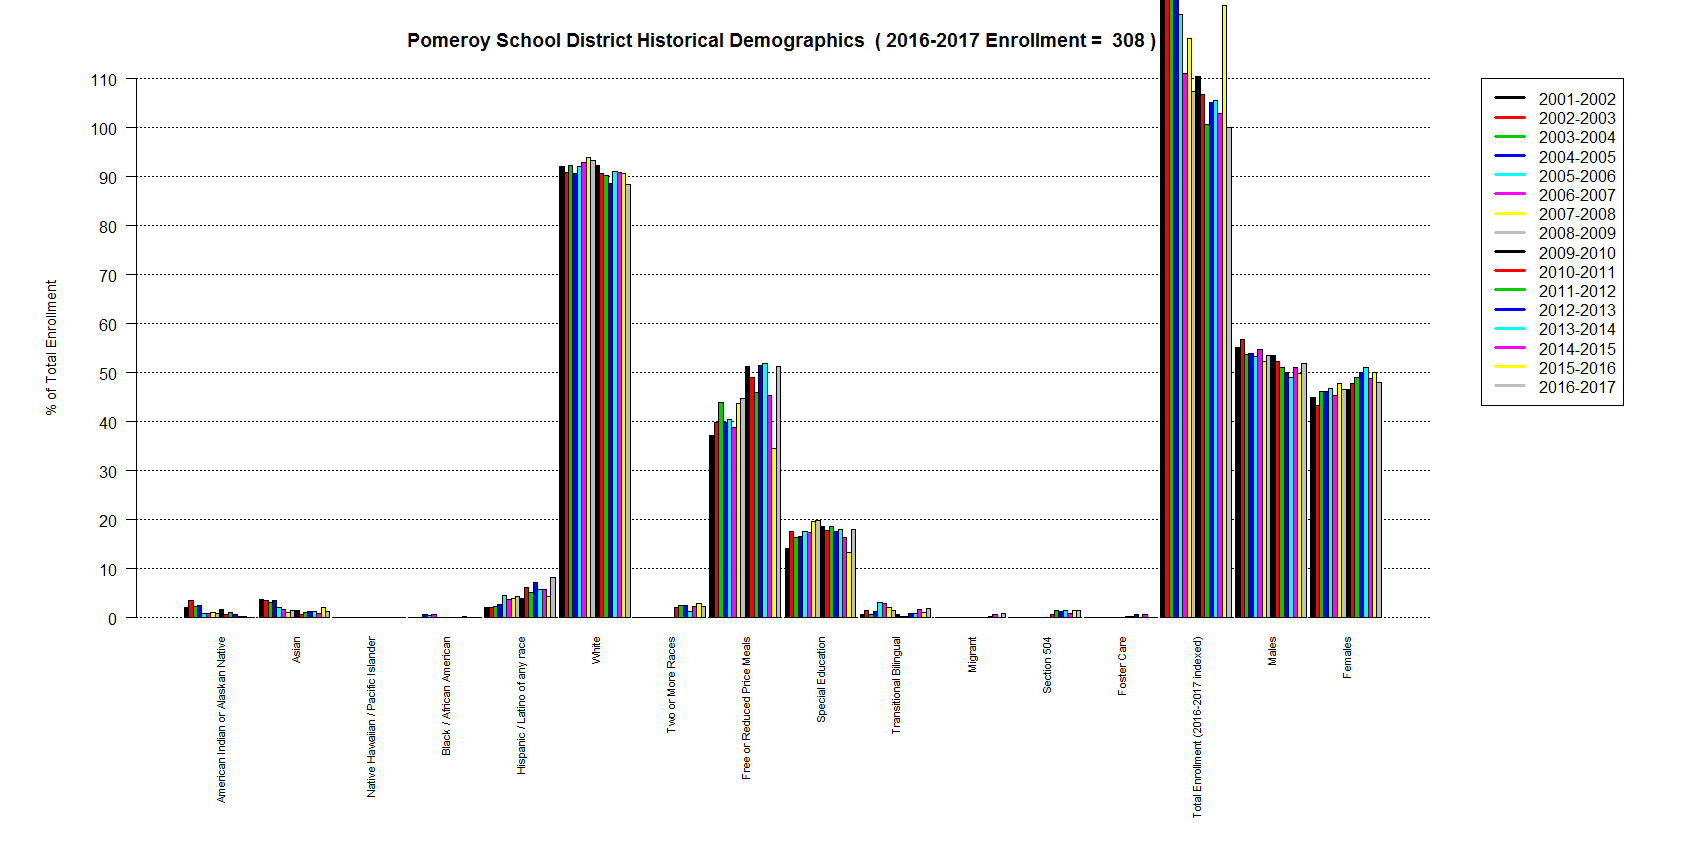 Pomeroy School District Historical Demographics ( 2016-2017 Enrollment = 308 )
% of Total Enrollment
110
100
90
80
70
60
50
40
30
20
10
0
American Indian or Alaskan Native
Asian
Native Hawaiian / Pacific Islander
Black / African American
Hispanic / Latino of any race
White
Two or More Races
Free or Reduced Price Meals
Special Education
Transitional Bilingual
Migrant
Section 504
Foster Care
Total Enrollment (2016-2017 indexed)
Males
Females
2001-2002
2002-2003
2003-2004
2004-2005
2005-2006
2006-2007
2007-2008
2008-2009
2009-2010
2010-2011
2011-2012
2012-2013
2013-2014
2014-2015
2015-2016
2016-2017